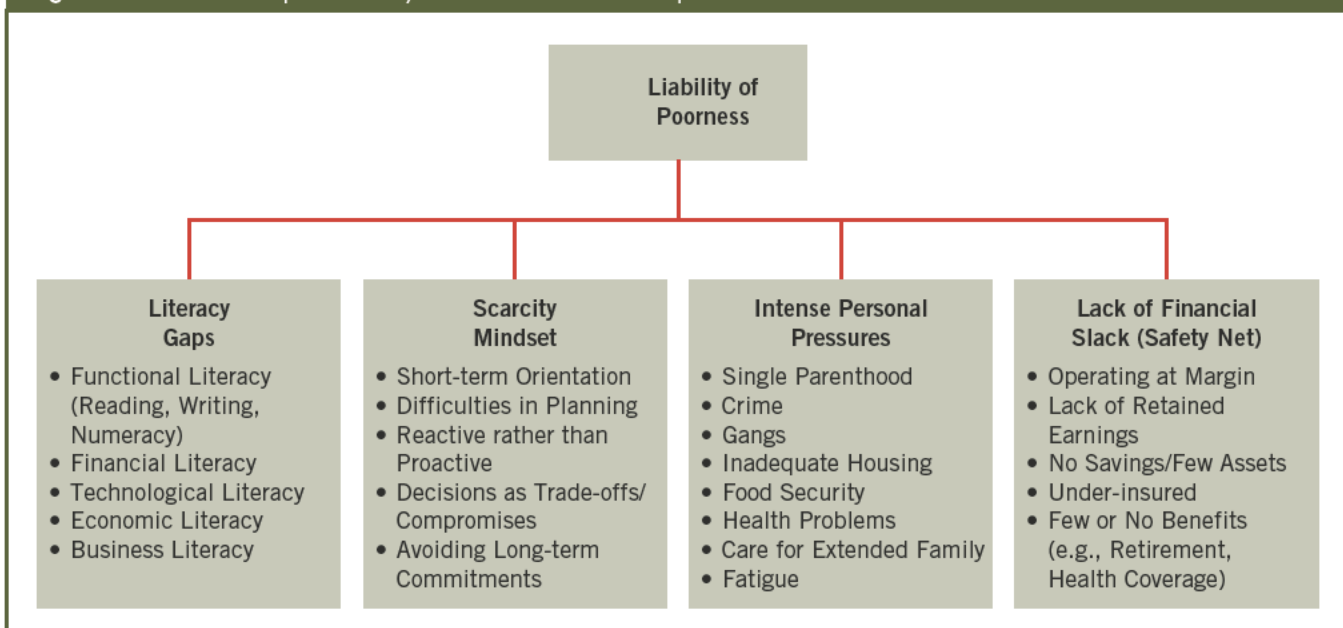 Liability of
Poorness
Literacy
Gaps
• Functional Literacy
(Reading, Writing,
Numeracy)
• Financial Literacy
• Technological Literacy
• Economic Literacy
• Business Literacy
Scarcity
Mindset
• Short-term Orientation
• Difficulties in Planning
• Reactive rather than
Proactive
• Decisions as Trade-offs/
Compromises
• Avoiding Long-term
Commitments
Intense Personal
Pressures
• Single Parenthood
• Crime
• Gangs
• Inadequate Housing
• Food Security
• Health Problems
• Care for Extended Family
• Fatigue
Lack of Financial
Slack (Safety Net)
• Operating at Margin
• Lack of Retained
Earnings
• No Savings/Few Assets
• Under-insured
• Few or No Benefits
(e.g., Retirement,
Health Coverage)